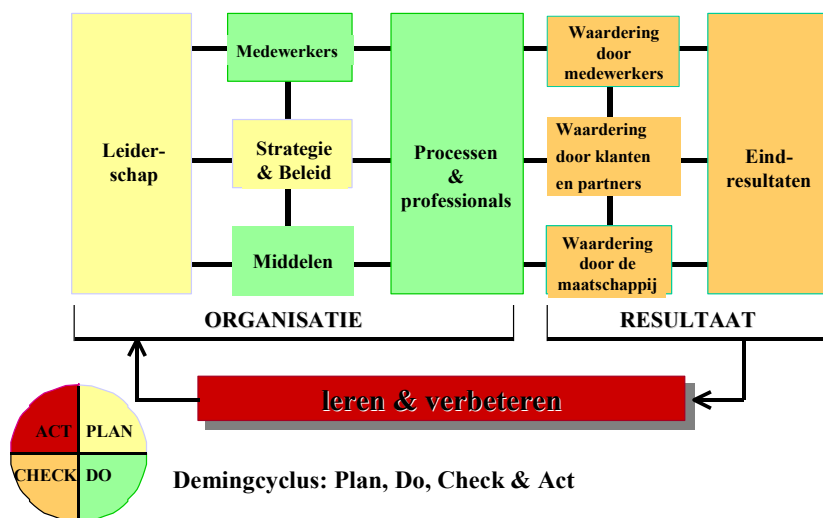 Leider-
schap
Medewerkers
Strategie
& Beleid
Middelen
Processen
&
professionals
Waardering
door
medewerkers
Waardering
door klanten
en partners
Waardering
door de
maatschappij
Eind-
resultaten
ORGANISATIE
RESULTAAT
leren & verbeteren
ACT
PLAN
CHECK
DO
Demingcyclus: Plan, Do, Check & Act